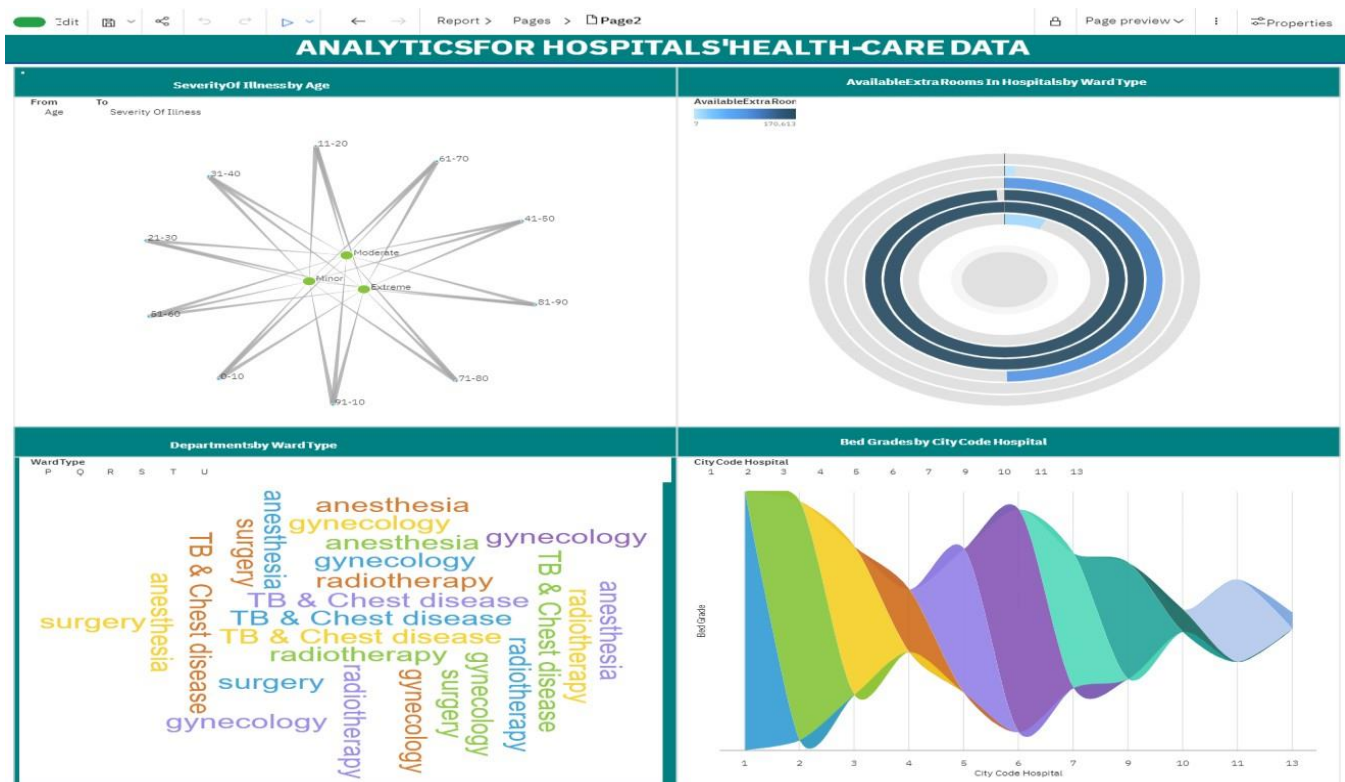 Edit
Report > Pages > Page2
Page preview
Properties
ANALYTICSFOR HOSPITALS'HEALTH-CARE DATA
SeverityOf Illnessby Age
From To
Age Severity Of Illness
11-20
61-70
31-40
41-50
21-30
Moderate
Minor
Extreme
81-90
51-60
0-10
71-80
91-10
AvailableExtraRooms In Hospitalsby Ward Type
AvailableExtraRoon
7 170,613
Departmentsby WardType
WardType
P Q R S T U
anesthesia
anesthesia
gynecology
surgery
anesthesia
gynecology
gynecology
TB & Chest disease
radiotherapy
TB & Chest disease
anesthesia
radiotherapy
anesthesia
TB & Chest disease
TB & Chest disease
surgery
TB & Chest disease
radiotherapy
radiotherapy
surgery
gynecology
radiotherapy
gynecology
surgery
gynecology
radiotherapy
Bed Grades by City Code Hospital
City Code Hospital
1 2 3 4 5 6 7 9 10 11 13
Bed Grade
1 2 3 4 5 6 7 9 10 11 13
City Code Hospital